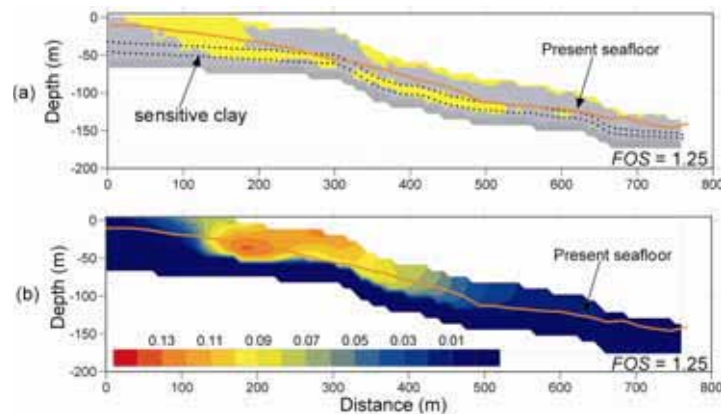 0
(a)
Depth (m)
-50
-100
-150
-200
sensitive clay
Present seafloor
FOS = 1.25
0 100 200 300 400 500 600 700 800
0
(b)
Depth (m)
-50
-100
-150
-200
Present seafloor
0.13 0.11 0.09 0.07 0.05 0.03 0.01
FOS = 1.25
0 100 200 300 400 500 600 700 800
Distance (m)